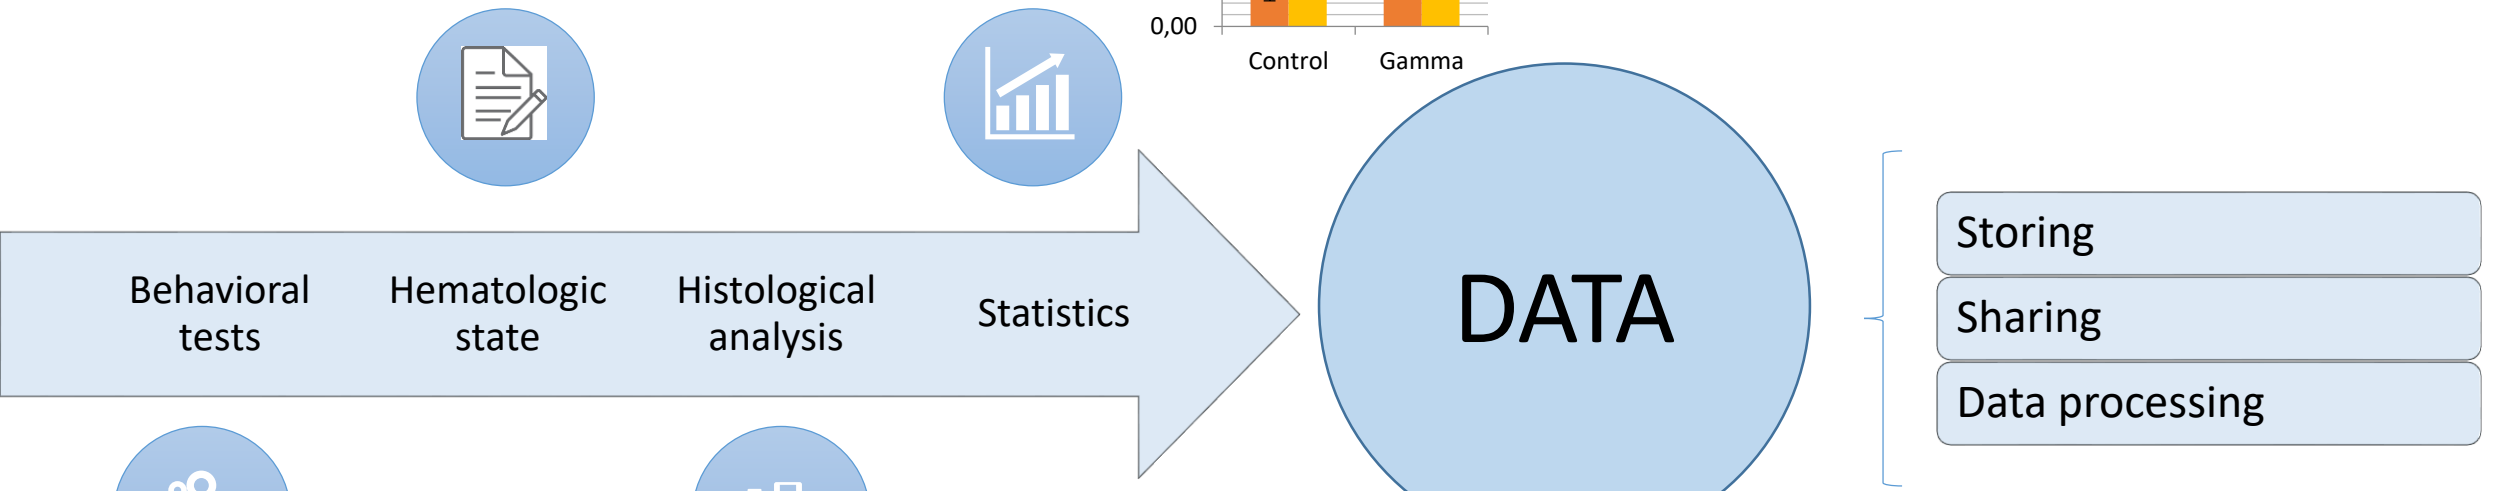 0,00
Control
Gamma
Behavioral
tests
Hematologic
state
Histological
analysis
Statistics
DATA
Storing
Sharing
Data processing